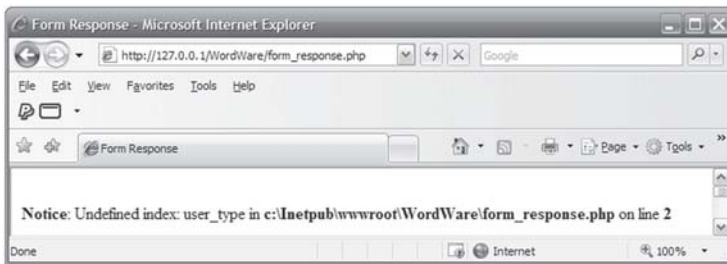 Form Response - Microsoft Internet Explorer
http://127.0.0.1/WordWare/form_response.php
Google
File Edit View Favorites Tools Help
Form Response
Page Tools »
Notice: Undefined index: user_type in c:\Inetpub\wwwroot\WordWare\form_response.php on line 2
Done
Internet
100%